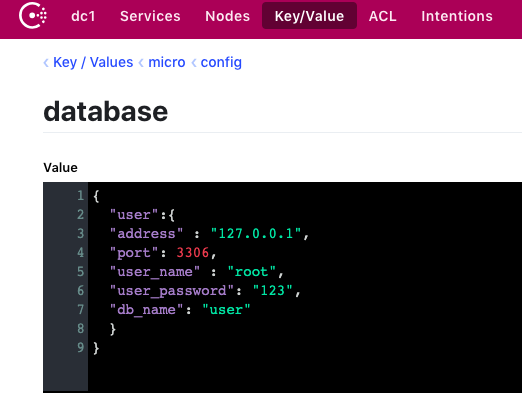 dc1 Services Nodes Key/Value ACL Intentions
‹ Key / Values ‹ micro ‹ config
database
Value
1 {
2 "user":{
3 "address" : "127.0.0.1",
4 "port": 3306,
5 "user_name" : "root",
6 "user_password": "123",
7 "db_name": "user"
8 }
9 }